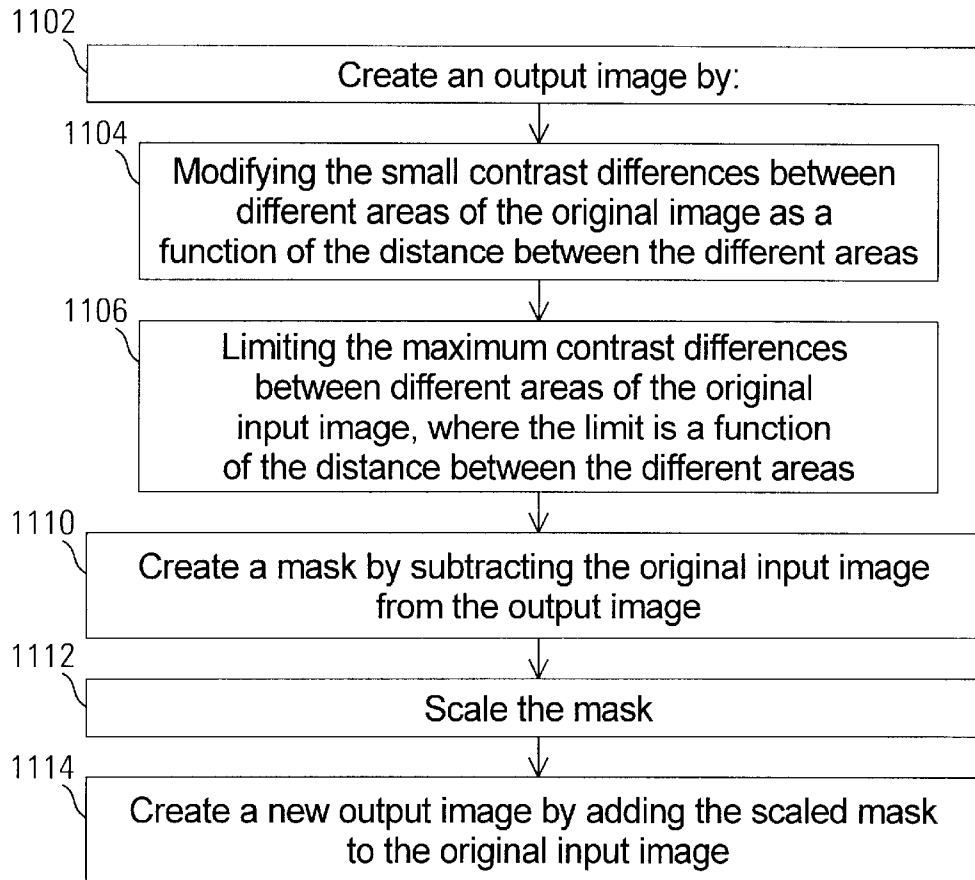 1102
Create an output image by:
1104
Modifying the small contrast differences between
different areas of the original image as a
function of the distance between the different areas
1106
Limiting the maximum contrast differences
between different areas of the original
input image, where the limit is a function
of the distance between the different areas
1110
Create a mask by subtracting the original input image
from the output image
1112
Scale the mask
1114
Create a new output image by adding the scaled mask
to the original input image